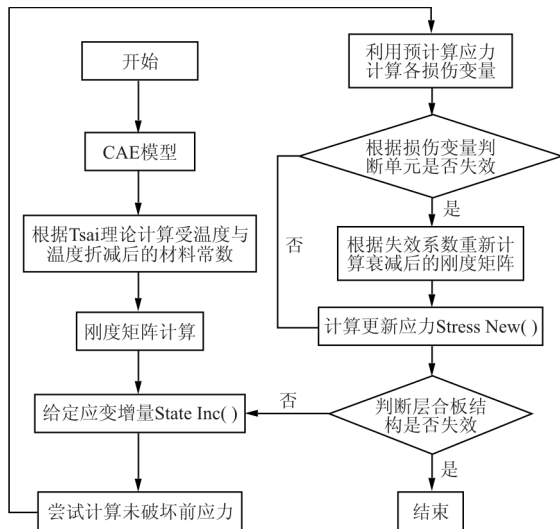 开始
CAE模型
根据Tsai理论计算受温度与
温度折减后的材料常数
刚度矩阵计算
给定应变增量State Inc( )
尝试计算未破坏前应力
利用预计算应力
计算各损伤变量
根据损伤变量判
断单元是否失效
是
否
根据失效系数重新计
算衰减后的刚度矩阵
计算更新应力Stress New( )
判断层合板结
构是否失效
否
是
结束